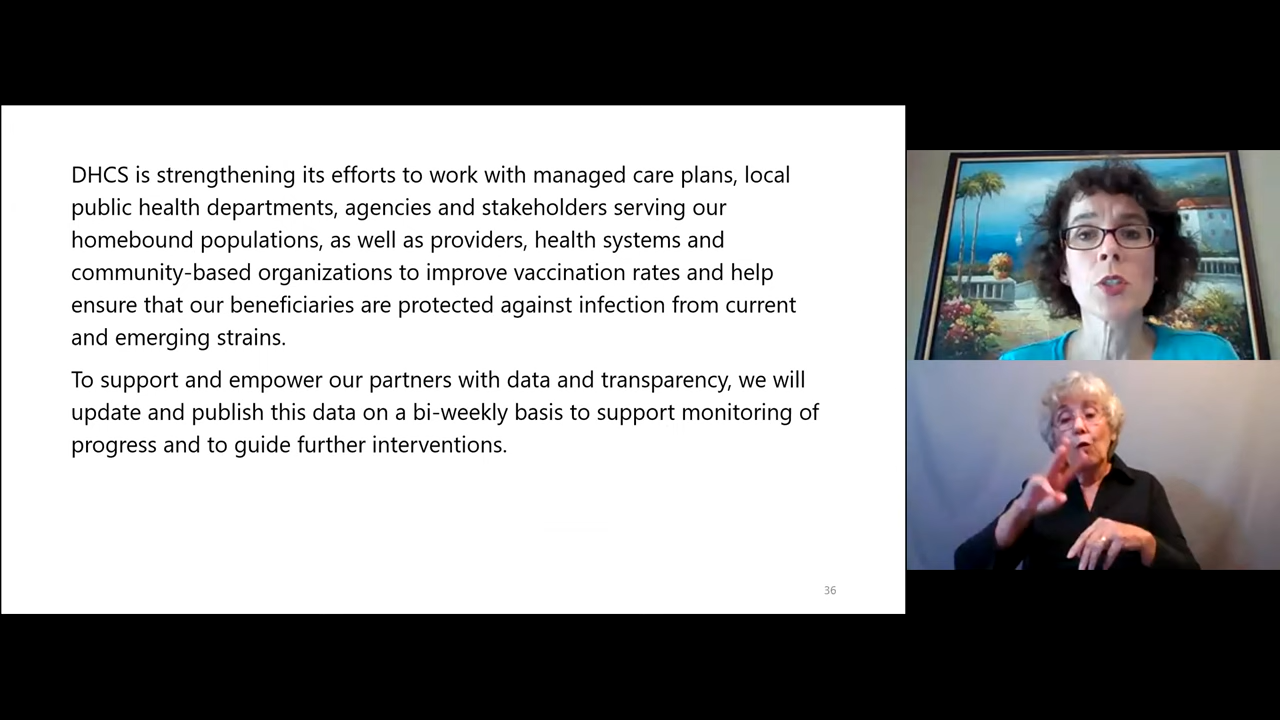 DHCS is strengthening its efforts to work with managed care plans, local
public health departments, agencies and stakeholders serving our
homebound populations, as well as providers, health systems and
community-based organizations to improve vaccination rates and help
ensure that our beneficiaries are protected against infection from current
and emerging strains.
To support and empower our partners with data and transparency, we will
update and publish this data on a bi-weekly basis to support monitoring of
progress and to guide further interventions.
36